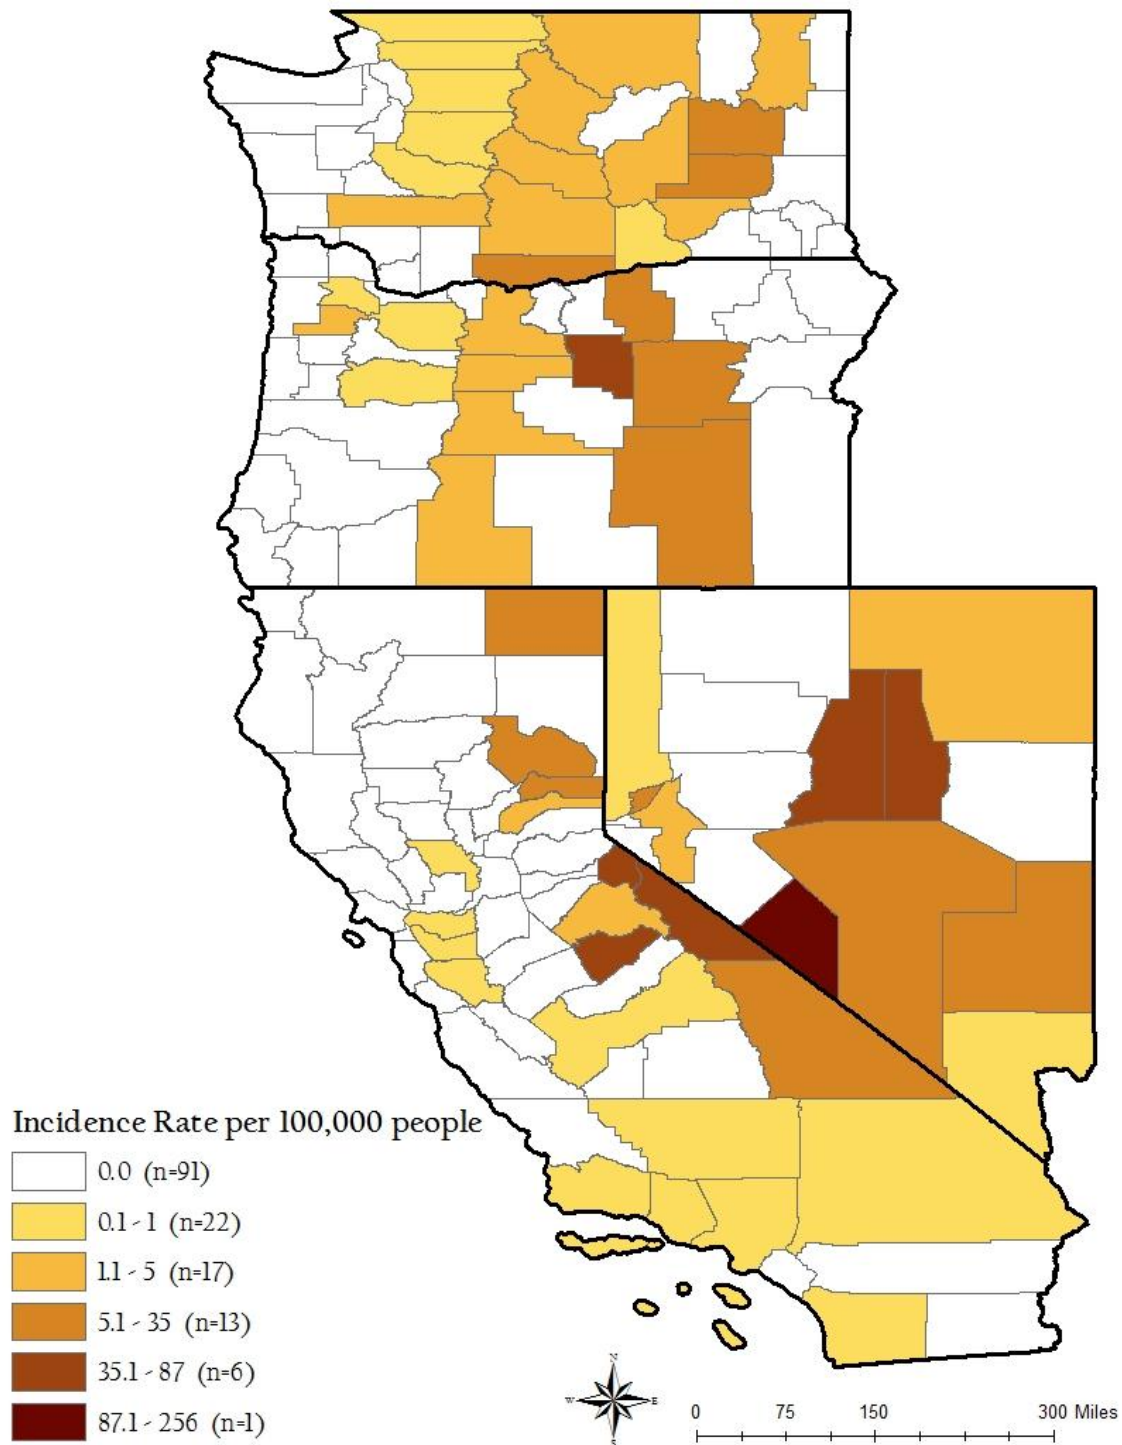 Incidence Rate per 100,000 people
0.0 (n=91)
0.1 - 1 (n=22)
1.1 - 5 (n=17)
5.1 - 35 (n=13)
35.1 - 87 (n=6)
87.1 - 256 (n=1)
N
W E
S
0 75 150 300 Miles